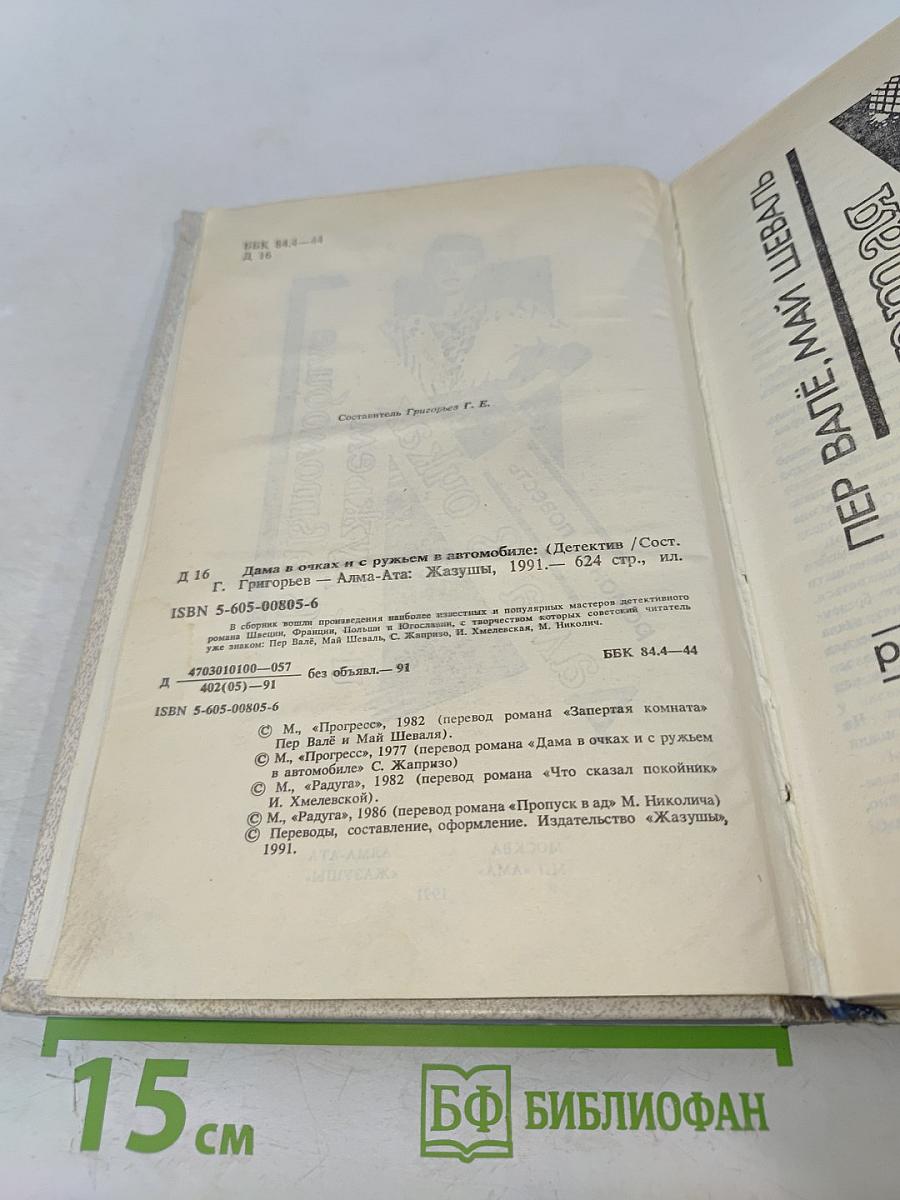 ББК 84.4—44
Д 16
Составитель Григорьев Г. Е.
Д 16 Дама в очках и с ружьем в автомобиле: (Детектив /Сост.
Г. Григорьев — Алма-Ата: Жазушы, 1991.— 624 стр., ил.
ISBN 5-605-00805-6
В сборник вошли произведения наиболее известных и популярных мастеров детективного
романа Швеции, Франции, Польши и Югославии, с творчеством которых советский читатель
уже знаком: Пер Валё, Май Шеваль, С. Жапризо, И. Хмелевская, М. Николич.
Д 4703010100—057 без объявл.— 91
402(05)—91
ББК 84.4—44
ISBN 5-605-00805-6
© М., «Прогресс», 1982 (перевод романа «Запертая комната»
Пер Валё и Май Шеваля).
© М., «Прогресс», 1977 (перевод романа «Дама в очках и с ружьем
в автомобиле» С. Жапризо)
© М., «Радуга», 1982 (перевод романа «Что сказал покойник»
И. Хмелевской).
© М., «Радуга», 1986 (перевод романа «Пропуск в ад» М. Николича)
© Переводы, составление, оформление. Издательство «Жазушы»,
1991.
ПЕР ВАЛЁ, МАЙ ШЕВАЛЬ
15 см
БФ БИБЛИОФАН